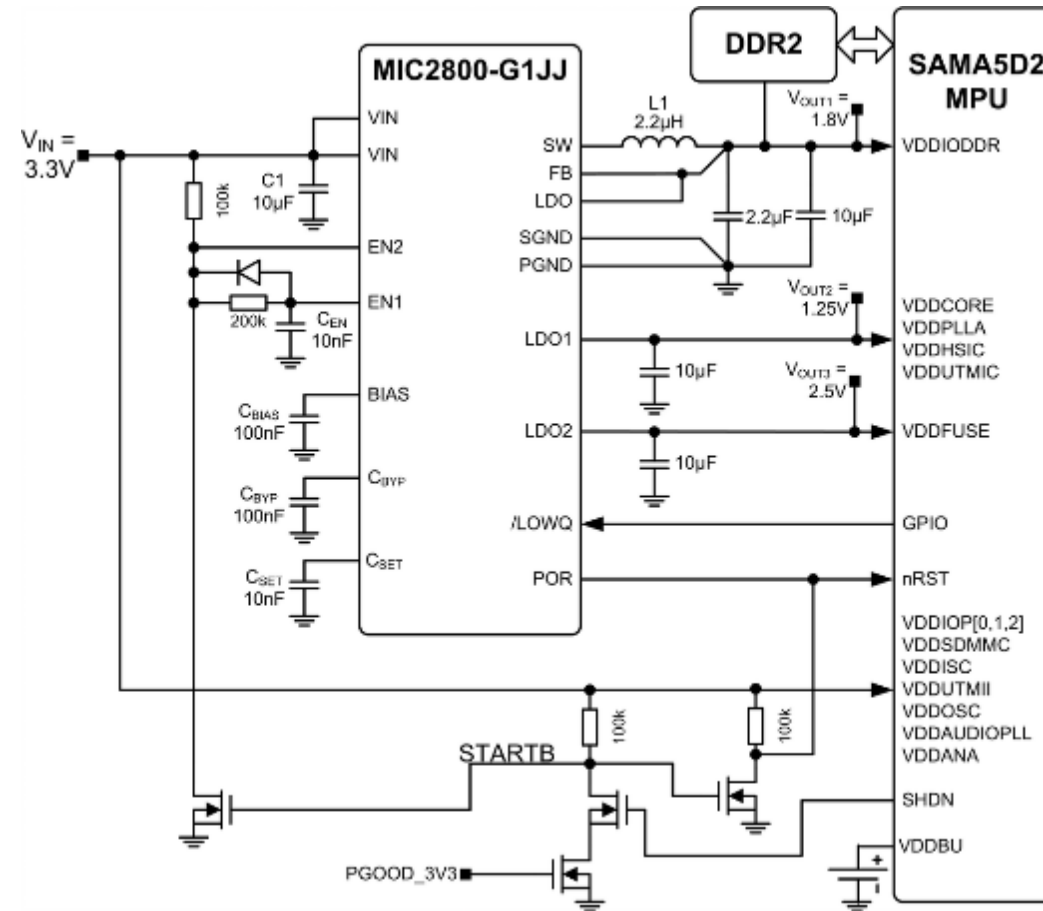 DDR2
SAMA5D2
MPU
MIC2800-G1JJ
VIN =
3.3V
VIN
VIN
C1
10µF
100k
EN2
EN1
200k
CEN
10nF
BIAS
CBIAS
100nF
CBYP
CBYP
100nF
CSET
CSET
10nF
SW
FB
LDO
SGND
PGND
L1
2.2µH
2.2µF
10µF
VOUT1 =
1.8V
VDDIODDR
LDO1
10µF
VOUT2 =
1.25V
VDDCORE
VDDPLLA
VDDHSIC
VDDUTMIC
LDO2
10µF
VOUT3 =
2.5V
VDDFUSE
/LOWQ
GPIO
POR
nRST
VDDIOP[0,1,2]
VDDSDMMC
VDDISC
VDDUTMII
VDDOSC
VDDAUDIOPLL
VDDANA
100k
100k
STARTB
SHDN
VDDBU
+
PGOOD_3V3